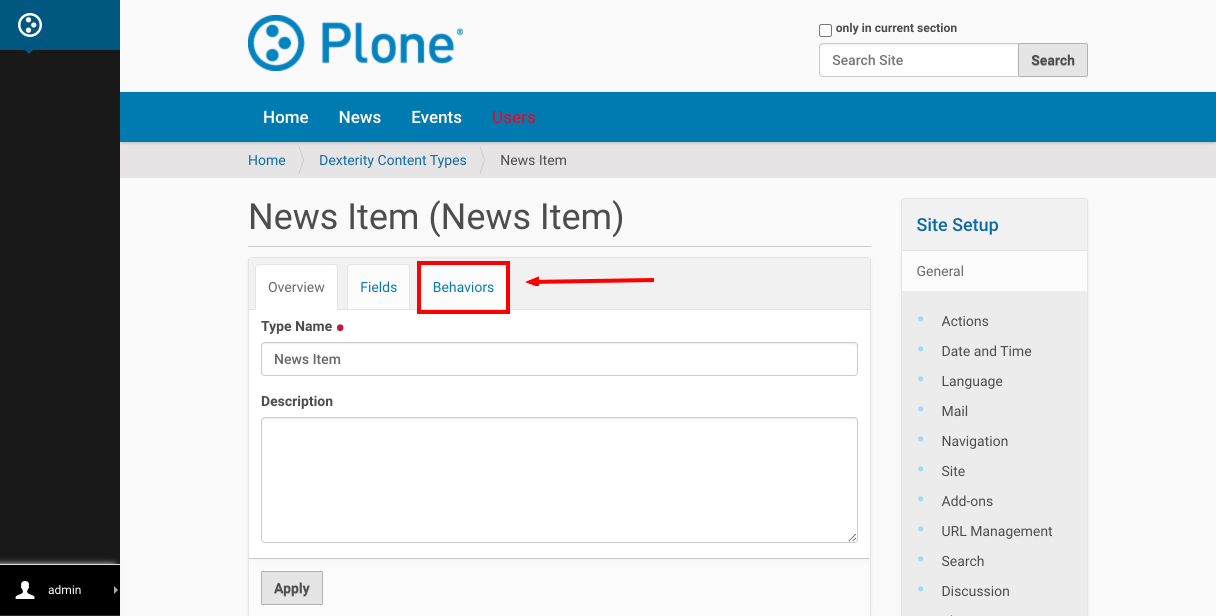 Plone®
only in current section
Search Site
Search
Home News Events Users
Home Dexterity Content Types News Item
News Item (News Item)
Overview Fields Behaviors
Type Name
News Item
Description
Apply
Site Setup
General
Actions
Date and Time
Language
Mail
Navigation
Site
Add-ons
URL Management
Search
Discussion
admin